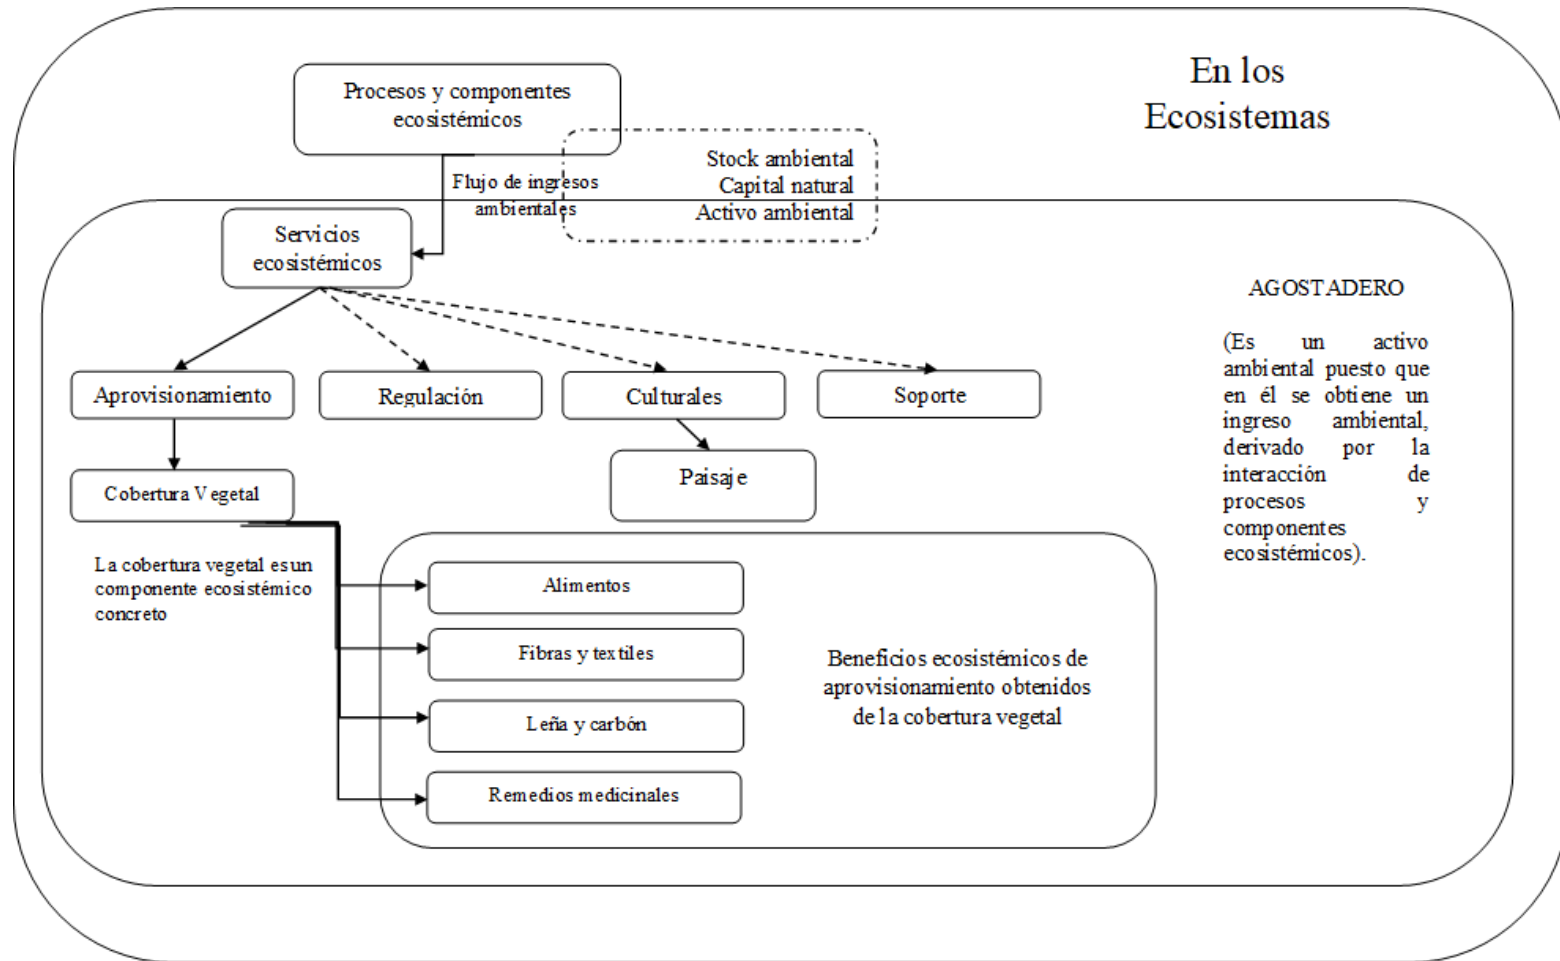 En los
Ecosistemas
Procesos y componentes
ecosistémicos
Stock ambiental
Capital natural
Activo ambiental
Flujo de ingresos
ambientales
Servicios
ecosistémicos
AGOSTADERO
(Es un activo
ambiental puesto que
en él se obtiene un
ingreso ambiental,
derivado por la
interacción de
procesos y
componentes
ecosistémicos).
Aprovisionamiento
Regulación
Culturales
Soporte
Cobertura Vegetal
Paisaje
La cobertura vegetal es un
componente ecosistémico
concreto
Alimentos
Fibras y textiles
Leña y carbón
Remedios medicinales
Beneficios ecosistémicos de
aprovisionamiento obtenidos
de la cobertura vegetal